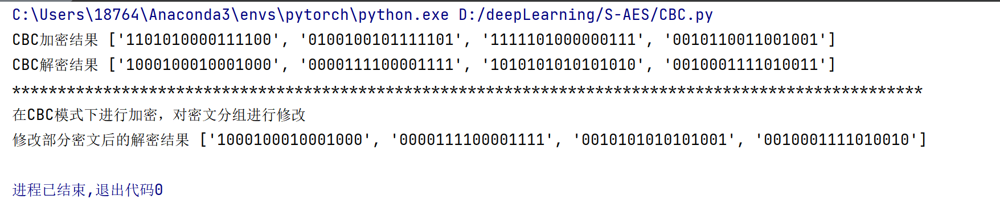 C:\Users\18764\Anaconda3\envs\pytorch\python.exe D:/deepLearning/S-AES/CBC.py
CBC加密结果 ['1101010000111100', '0100100101111101', '1111101000000111', '0010110011001001']
CBC解密结果 ['1000100010001000', '0000111100001111', '1010101010101010', '0010001111010011']
****************************************************************************************************
在CBC模式下进行加密，对密文分组进行修改
修改部分密文后的解密结果 ['1000100010001000', '0000111100001111', '0010101010101001', '0010001111010010']
进程已结束,退出代码0